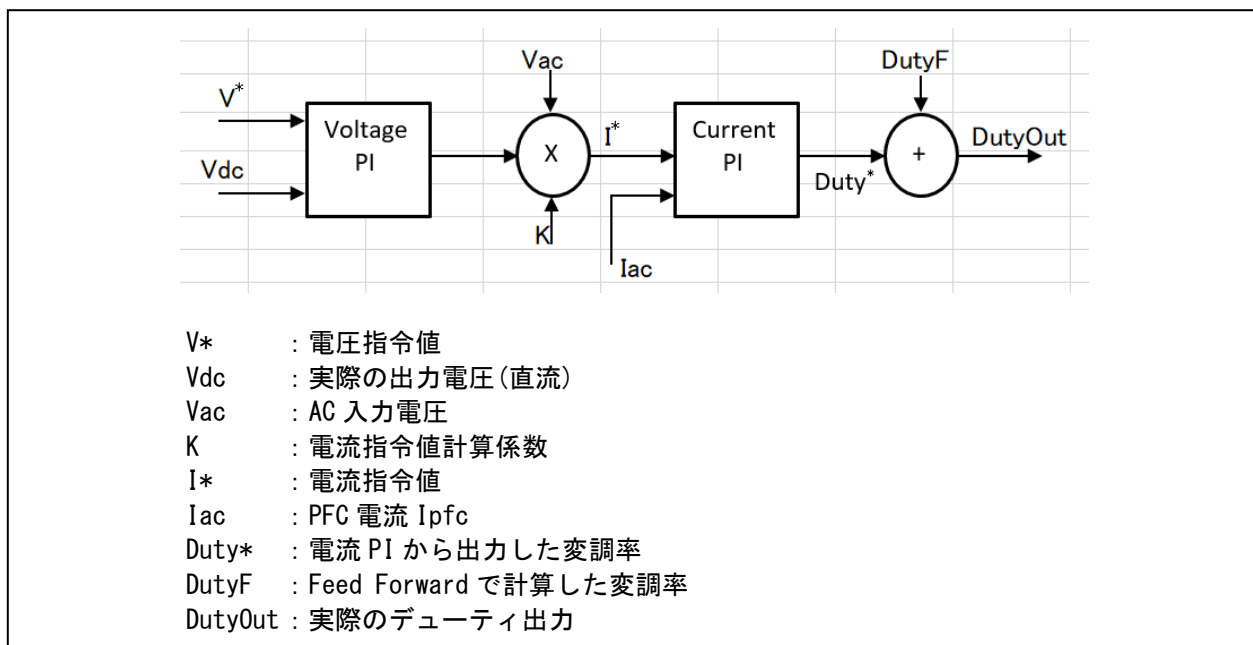 Vac
DutyF
V*
Voltage
PI
X
I*
Current
PI
+
DutyOut
Vdc
Duty*
K
Iac
V* : 電圧指令値
Vdc : 実際の出力電圧(直流)
Vac : AC 入力電圧
K : 電流指令値計算係数
I* : 電流指令値
Iac : PFC 電流 Ipfc
Duty* : 電流 PI から出力した変調率
DutyF : Feed Forward で計算した変調率
DutyOut : 実際のデューティ出力